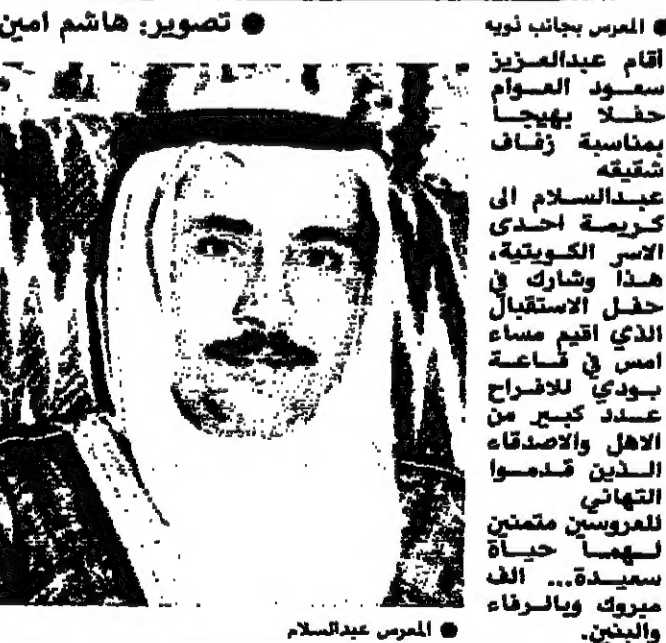 ● تصوير: هاشم امين
● المعرس بجانب ذويه
اقام عبدالعزيز
سعود العوام
حفلا بهيجا
بمناسبة زفاف
شقيقه
عبدالسلام الى
كريمة احدى
الاسر الكويتية،
هذا وشارك في
حفل الاستقبال
الذي اقيم مساء
امس في قاعة
بودي للافراح
عدد كبير من
الاهل والاصدقاء
الذين قدموا
التهاني
للعروسين متمنين
لهما حياة
سعيدة... الف
مبروك وبالرفاء
والبنين.
● المعرس عبدالسلام